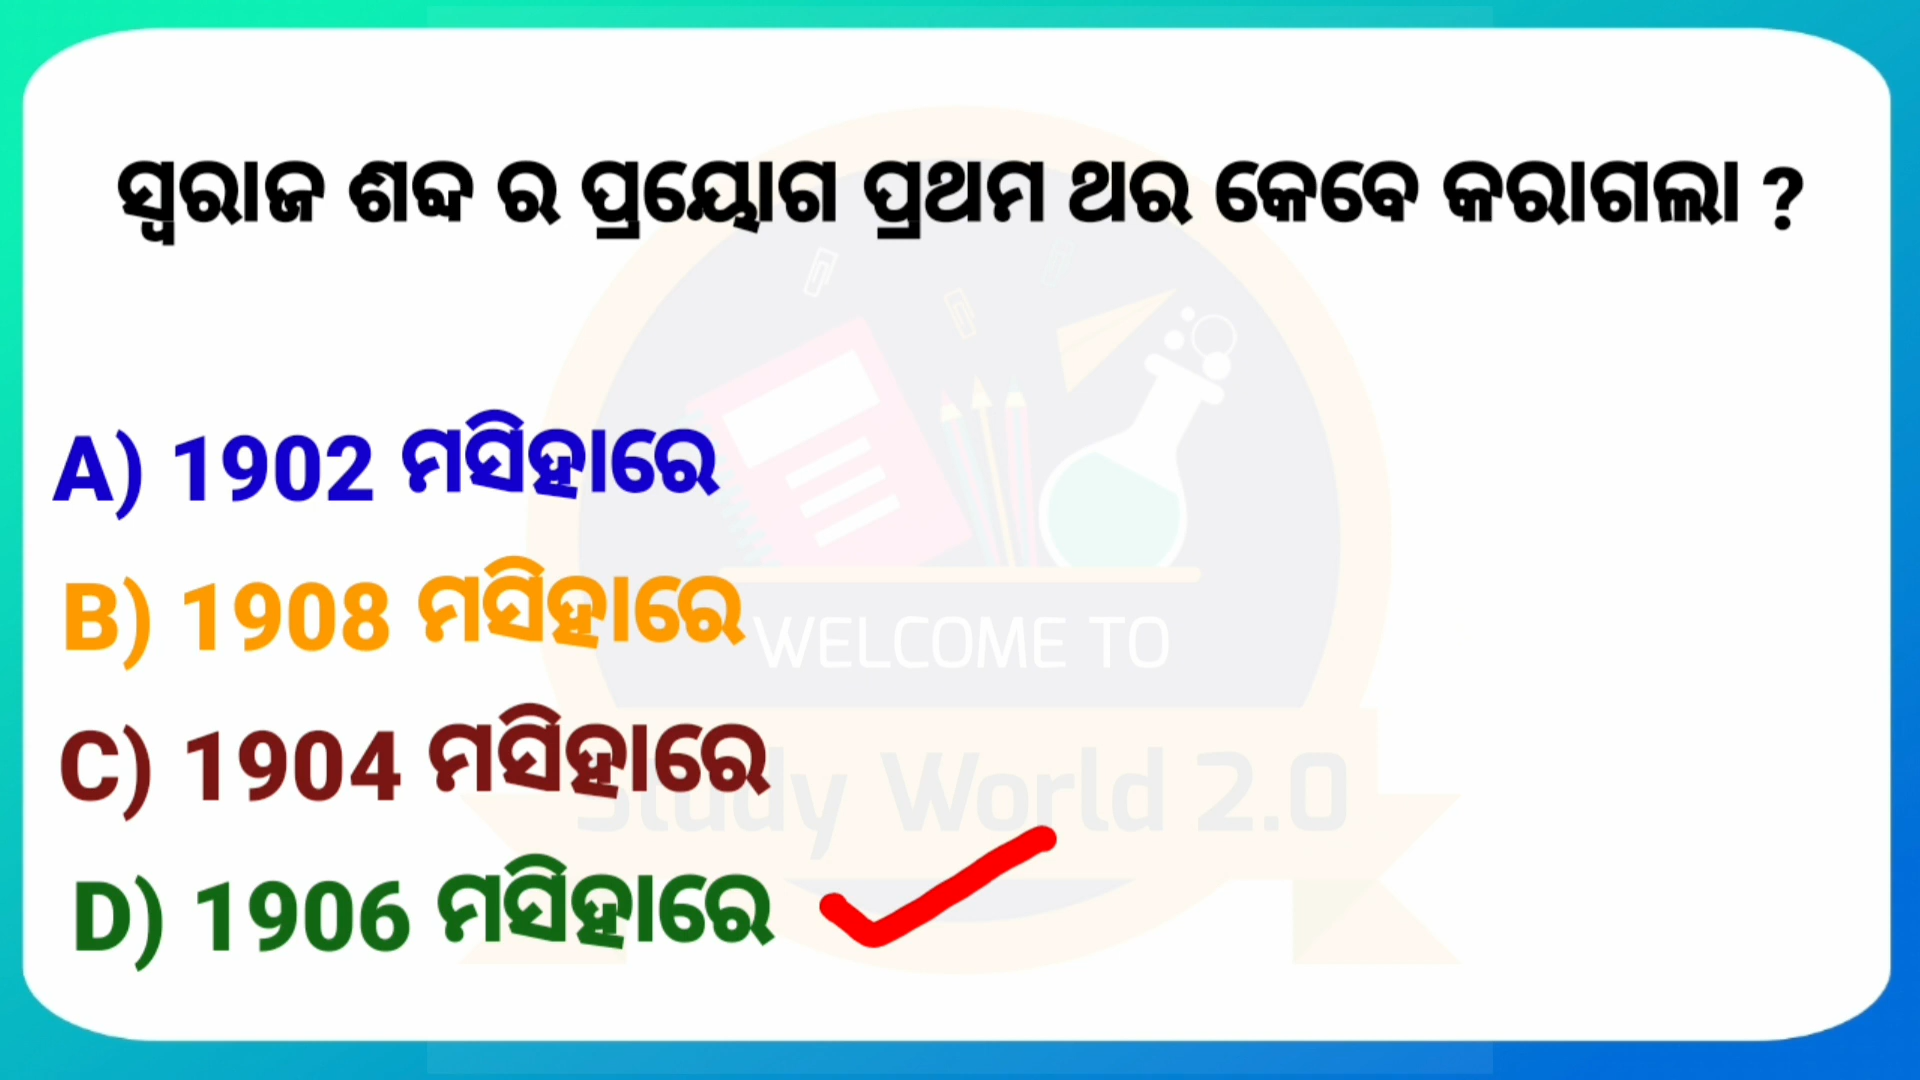 ସ୍ୱରାଜ ଶବ୍ଦ ର ପ୍ରୟୋଗ ପ୍ରଥମ ଥର କେବେ କରାଗଲା ?
A) 1902 ମସିହାରେ
B) 1908 ମସିହାରେ
WELCOME TO
C) 1904 ମସିହାରେ
Study World 2.0
D) 1906 ମସିହାରେ